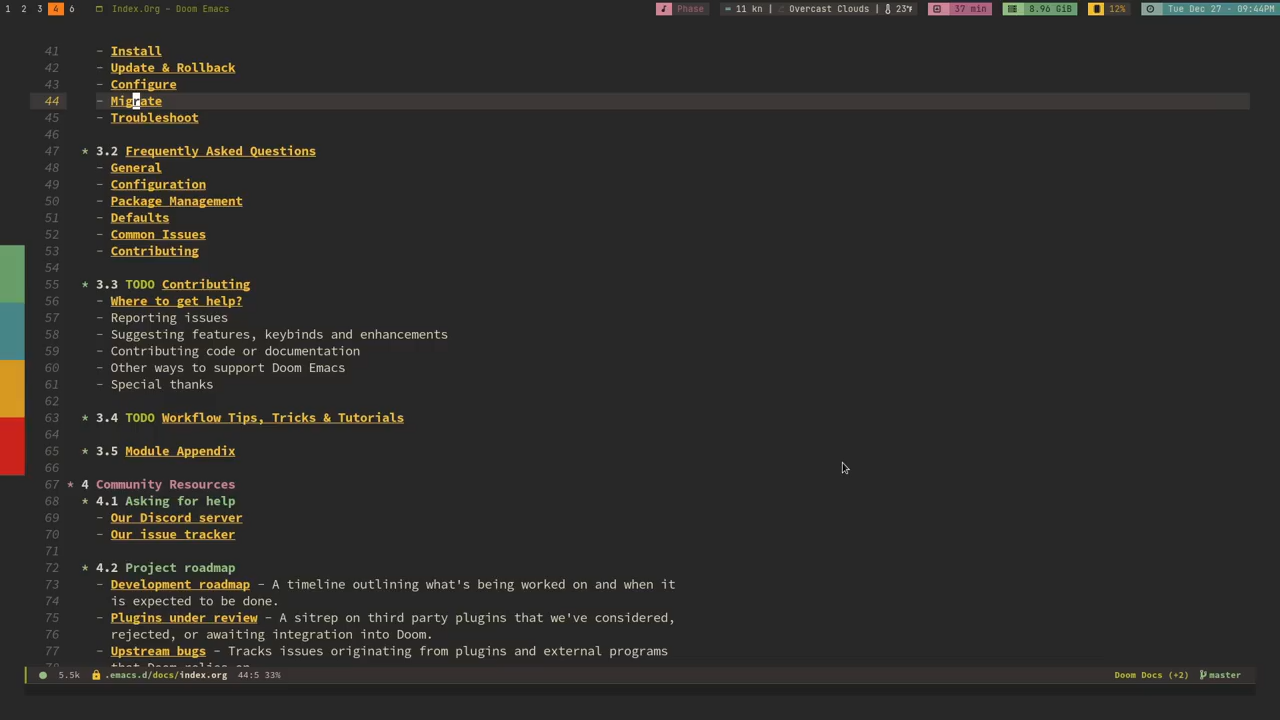 1 2 3 4 6 Index.Org - Doom Emacs Phase 11 kn | Overcast Clouds | 23°F 37 min 8.96 GiB 12% Tue Dec 27 - 09:44PM
41 - Install
42 - Update & Rollback
43 - Configure
44 - Migrate
45 - Troubleshoot
46
47 * 3.2 Frequently Asked Questions
48 - General
49 - Configuration
50 - Package Management
51 - Defaults
52 - Common Issues
53 - Contributing
54
55 * 3.3 TODO Contributing
56 - Where to get help?
57 - Reporting issues
58 - Suggesting features, keybinds and enhancements
59 - Contributing code or documentation
60 - Other ways to support Doom Emacs
61 - Special thanks
62
63 * 3.4 TODO Workflow Tips, Tricks & Tutorials
64
65 * 3.5 Module Appendix
66
67 * 4 Community Resources
68 * 4.1 Asking for help
69 - Our Discord server
70 - Our issue tracker
71
72 * 4.2 Project roadmap
73 - Development roadmap - A timeline outlining what's being worked on and when it
74 is expected to be done.
75 - Plugins under review - A sitrep on third party plugins that we've considered,
76 rejected, or awaiting integration into Doom.
77 - Upstream bugs - Tracks issues originating from plugins and external programs
78 that Doom relies on
5.5k .emacs.d/docs/index.org 44:5 33% Doom Docs (+2) master